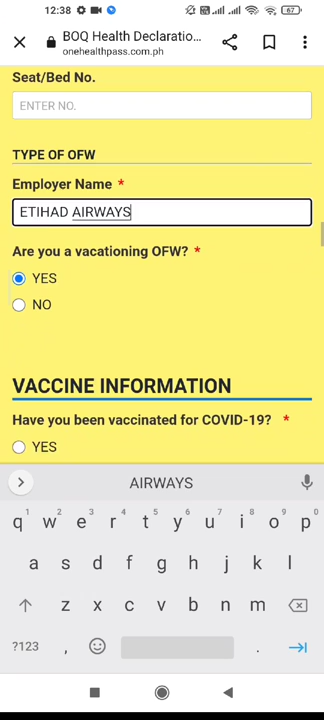 12:38
67
BOQ Health Declaratio...
onehealthpass.com.ph
Seat/Bed No.
ENTER NO.
TYPE OF OFW
Employer Name *
ETIHAD AIRWAYS
Are you a vacationing OFW? *
YES
NO
VACCINE INFORMATION
Have you been vaccinated for COVID-19? *
YES
AIRWAYS
1 2 3 4 5 6 7 8 9 0
q w e r t y u i o p
a s d f g h j k l
z x c v b n m
?123 , .